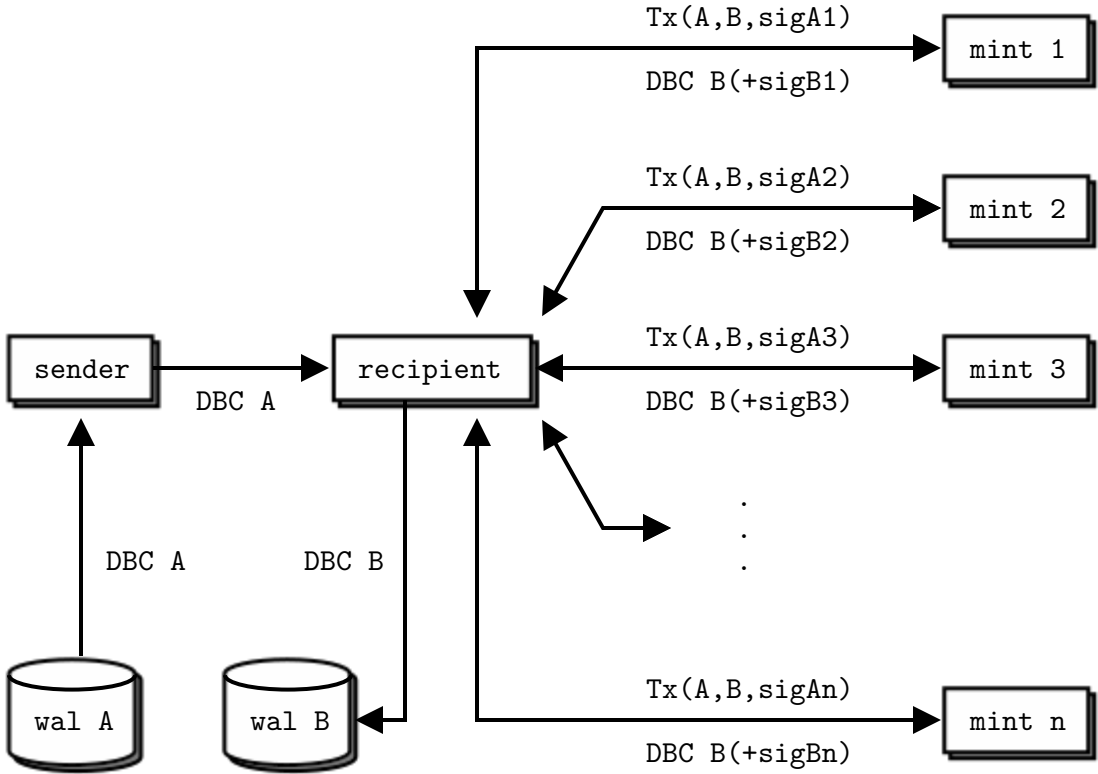 Tx(A,B,sigA1)
mint 1
DBC B(+sigB1)
Tx(A,B,sigA2)
mint 2
DBC B(+sigB2)
Tx(A,B,sigA3)
sender
recipient
mint 3
DBC A
DBC B(+sigB3)
.
.
.
DBC A
DBC B
Tx(A,B,sigAn)
wal A
wal B
mint n
DBC B(+sigBn)